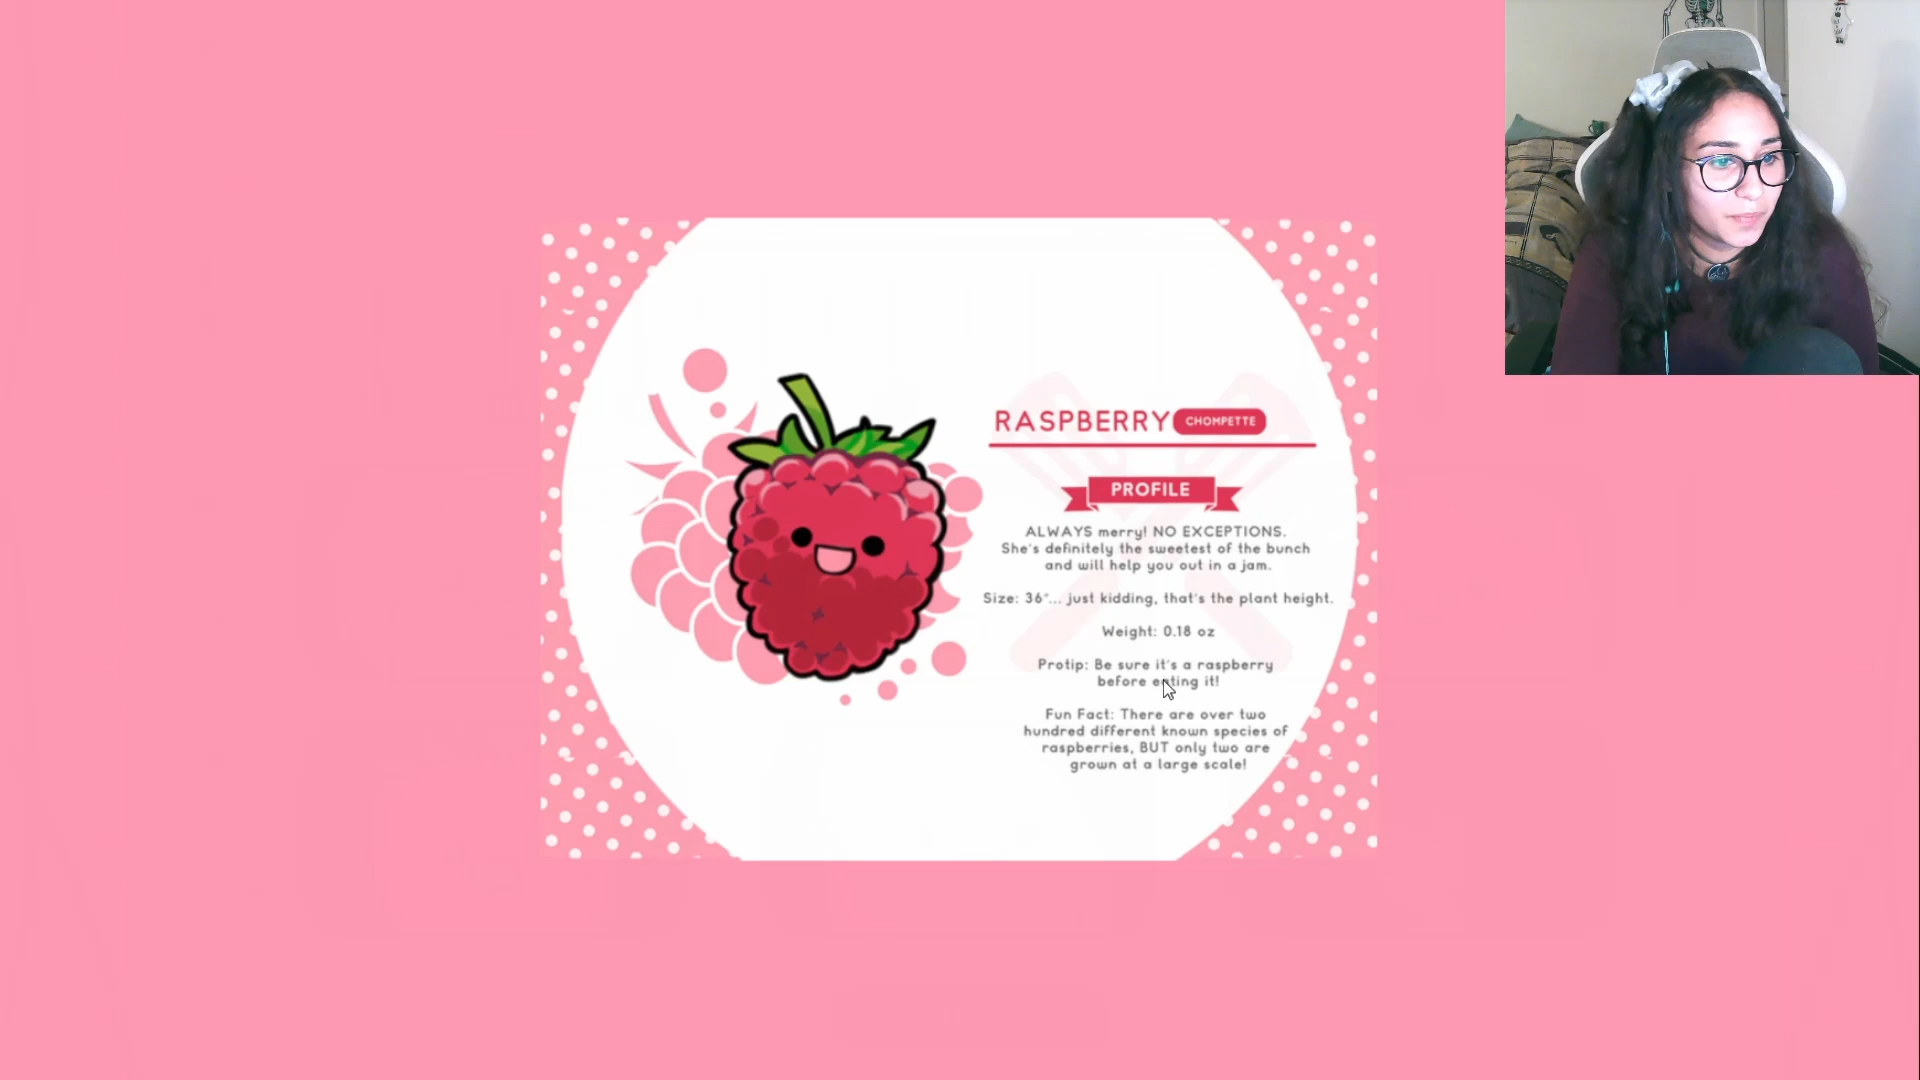 RASPBERRY CHOMPETTE
PROFILE
ALWAYS merry! NO EXCEPTIONS.
She's definitely the sweetest of the bunch
and will help you out in a jam.
Size: 36"... just kidding, that's the plant height.
Weight: 0.18 oz
Protip: Be sure it's a raspberry
before eating it!
Fun Fact: There are over two
hundred different known species of
raspberries, BUT only two are
grown at a large scale!